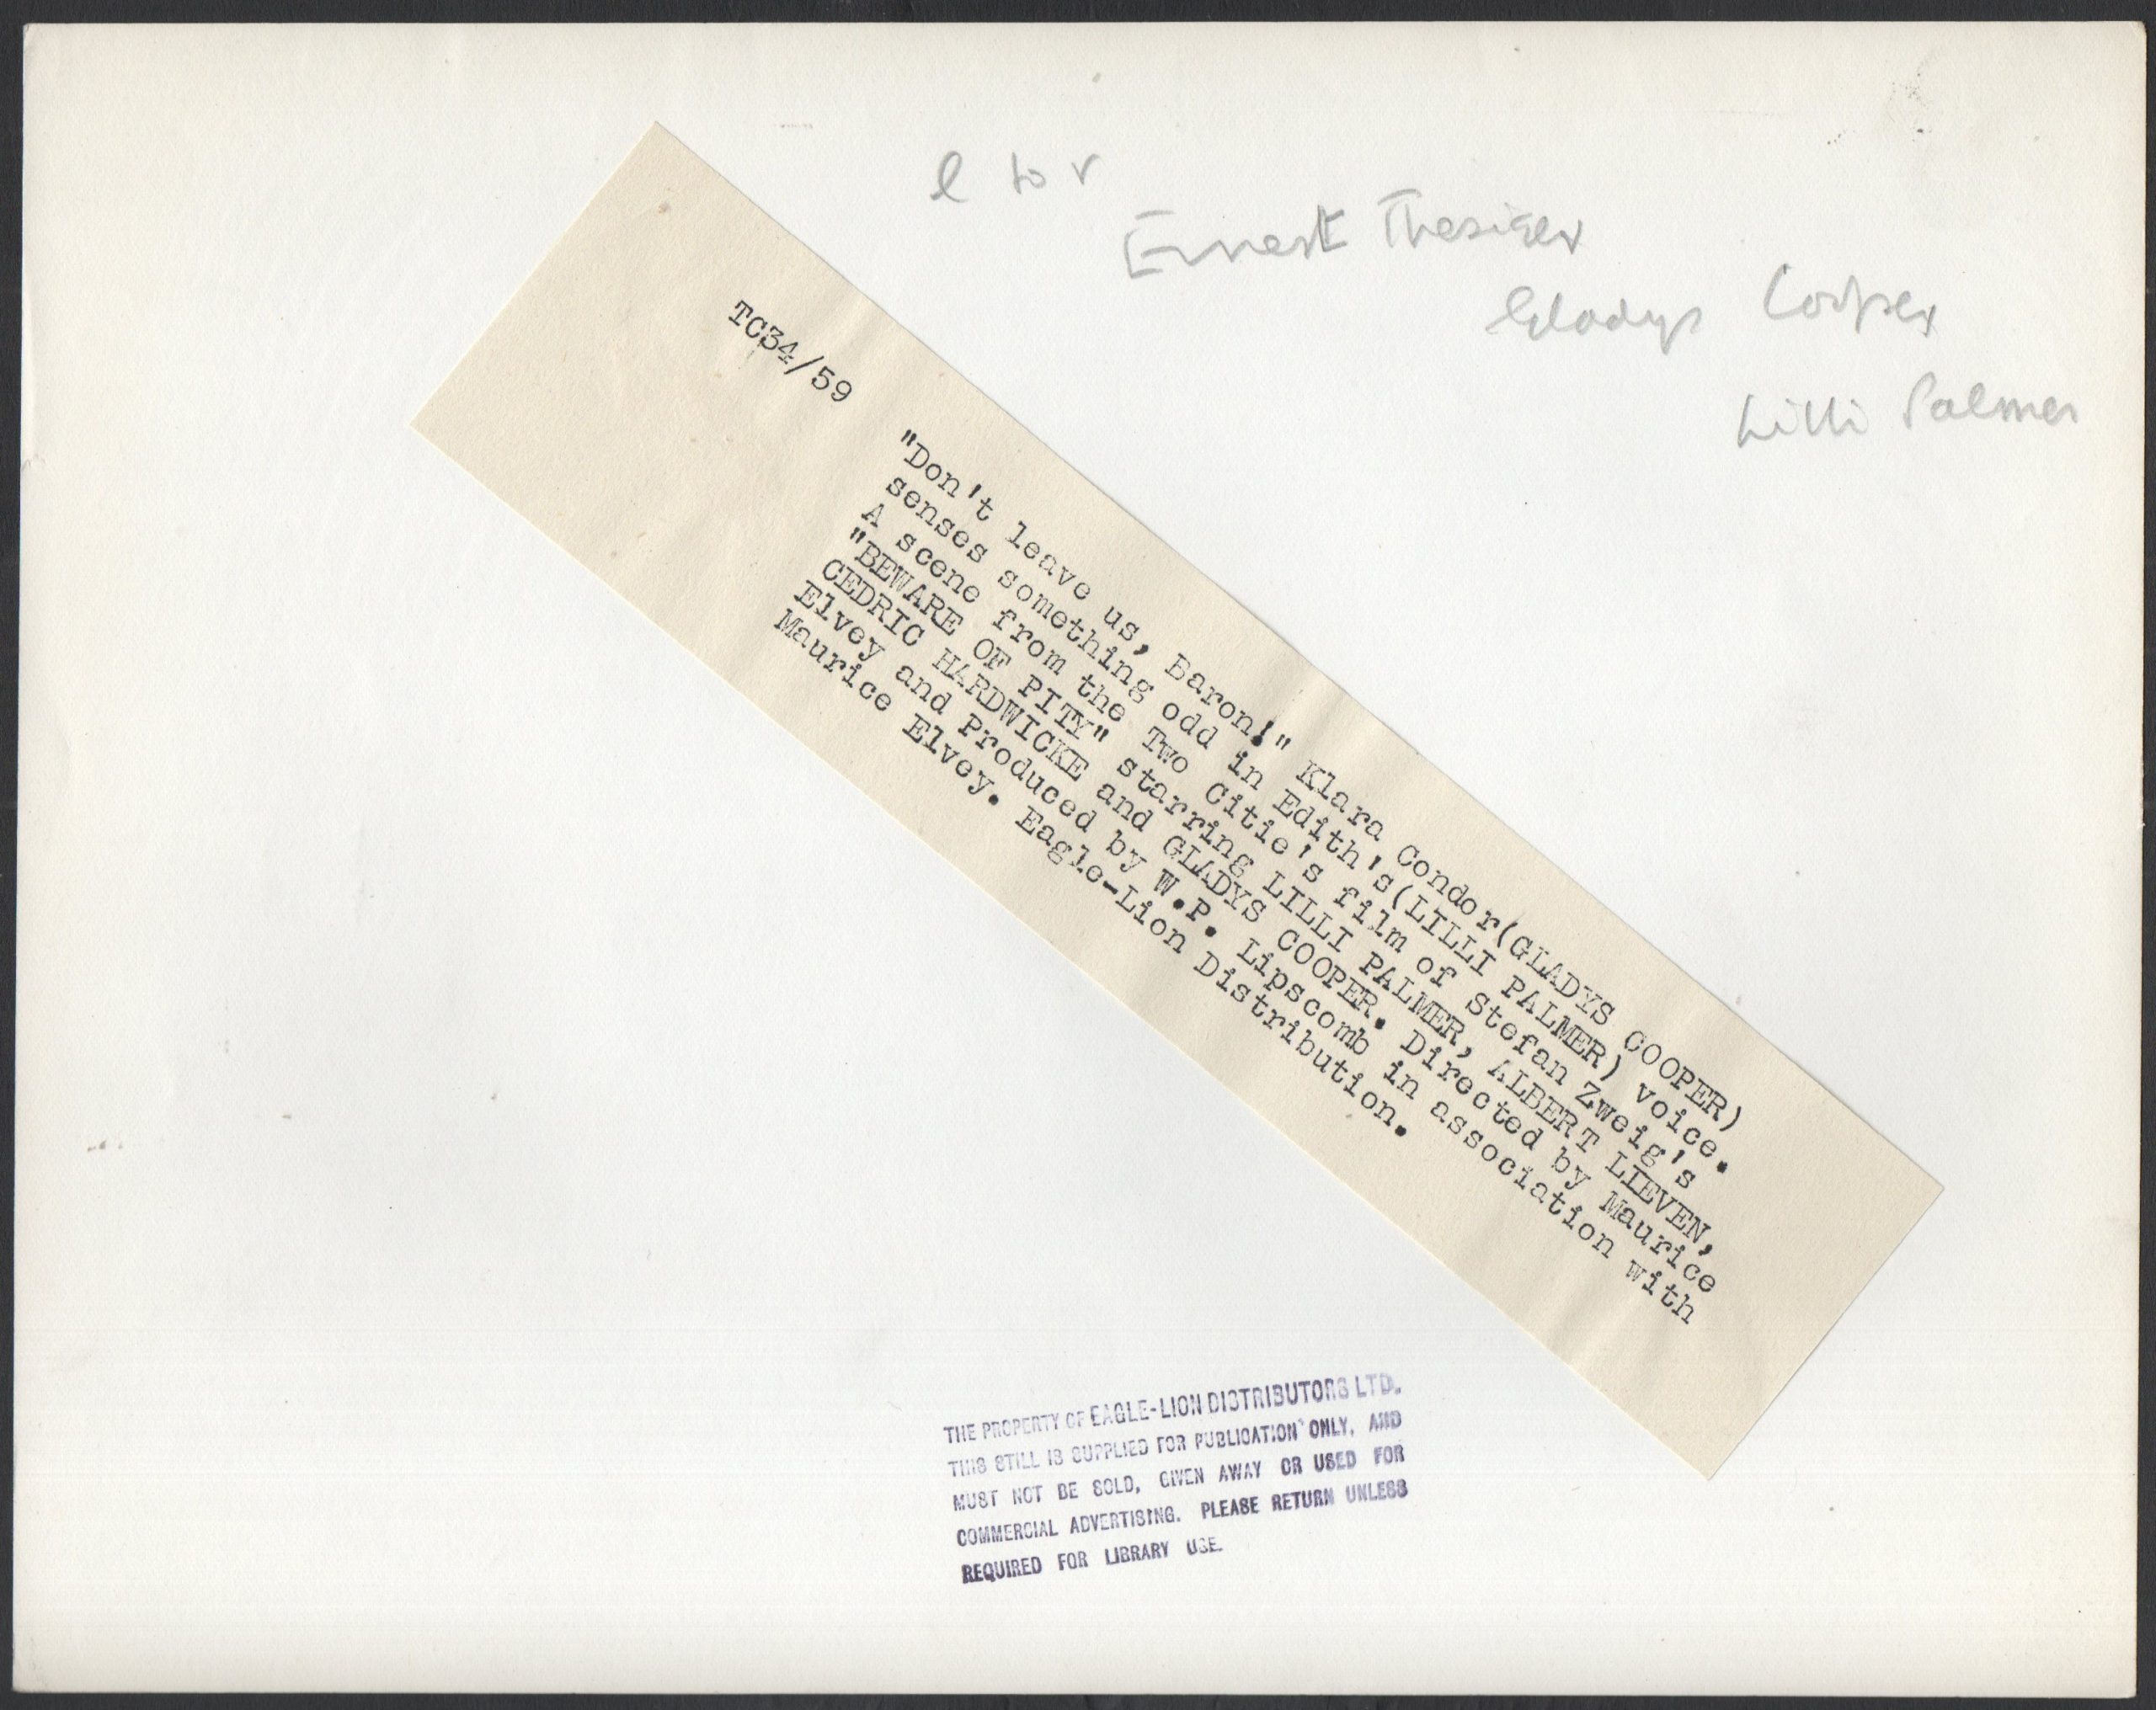 l to r
Ernest Thesiger
Gladys Cooper
Lilli Palmer
TC34/59
"Don't leave us, Baron!" Klara Condor(GLADYS COOPER)
senses something odd in Edith's(LILLI PALMER) voice.
A scene from the Two Citie's film of Stefan Zweig's
"BEWARE OF PITY" starring LILLI PALMER, ALBERT LIEVEN,
CEDRIC HARDWICKE and GLADYS COOPER. Directed by Maurice
Elvey and Produced by W.P. Lipscomb in association with
Maurice Elvey. Eagle-Lion Distribution.
THE PROPERTY OF EAGLE-LION DISTRIBUTORS LTD.
THIS STILL IS SUPPLIED FOR PUBLICATION ONLY, AND
MUST NOT BE SOLD, GIVEN AWAY OR USED FOR
COMMERCIAL ADVERTISING. PLEASE RETURN UNLESS
REQUIRED FOR LIBRARY USE.